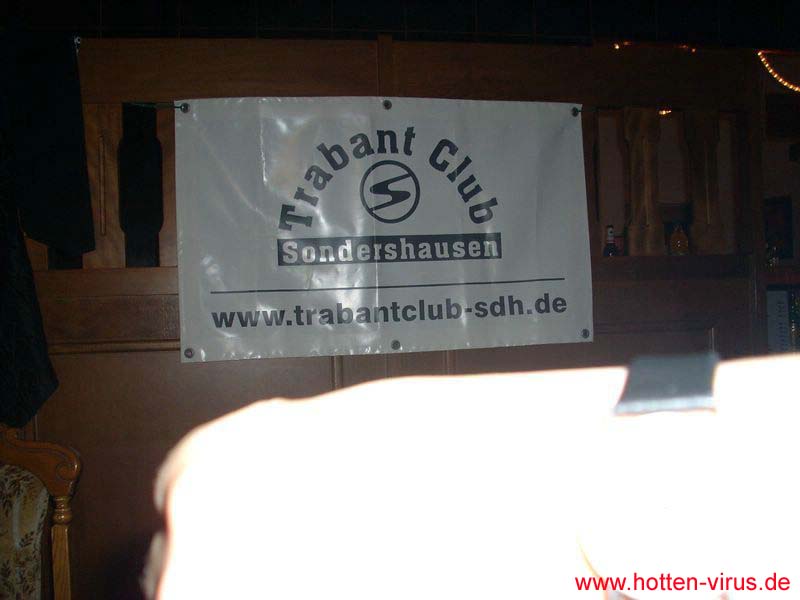 Trabant Club
Sondershausen
www.trabantclub-sdh.de
www.hotten-virus.de